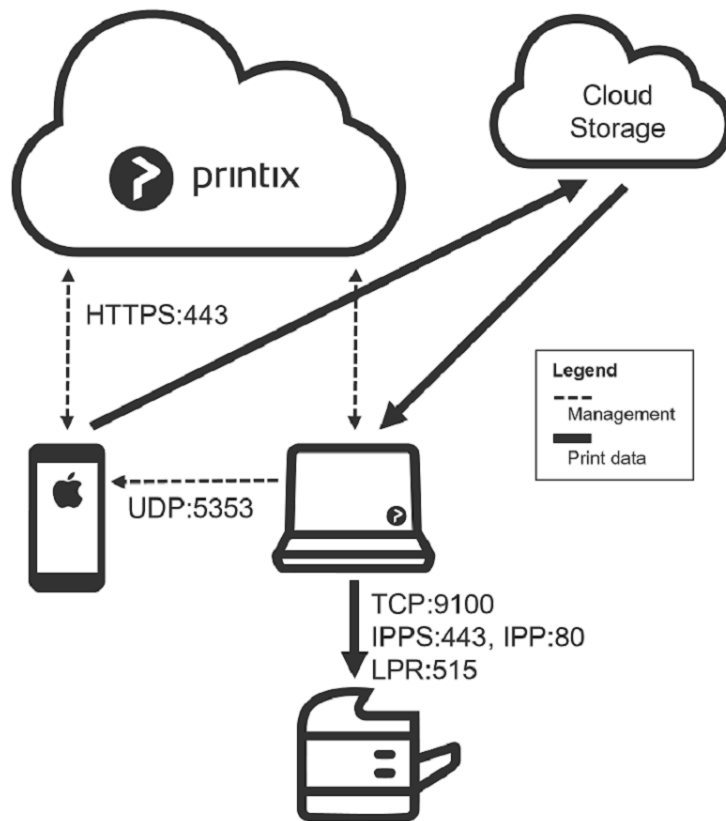 printix
Cloud
Storage
HTTPS:443
Legend
Management
Print data
UDP:5353
TCP:9100
IPPS:443, IPP:80
LPR:515